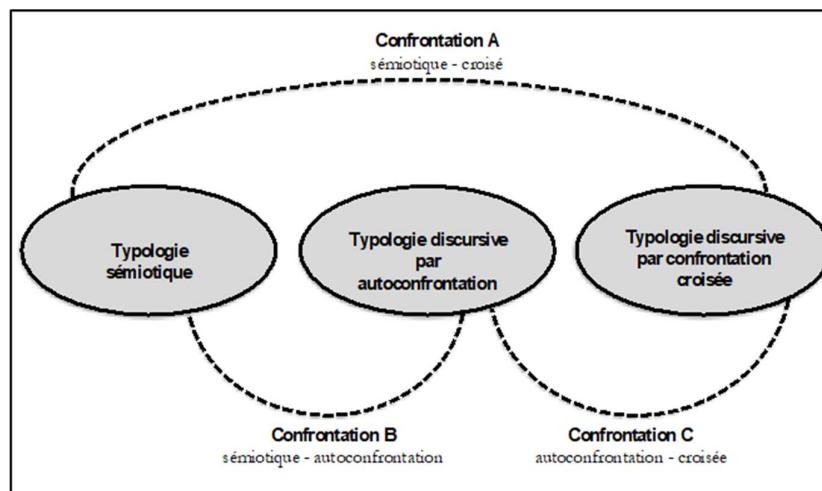 Confrontation A
sémiotique - croisé
Typologie
sémiotique
Typologie discursive
par
autoconfrontation
Typologie discursive
par confrontation
croisée
Confrontation B
sémiotique - autoconfrontation
Confrontation C
autoconfrontation - croisée